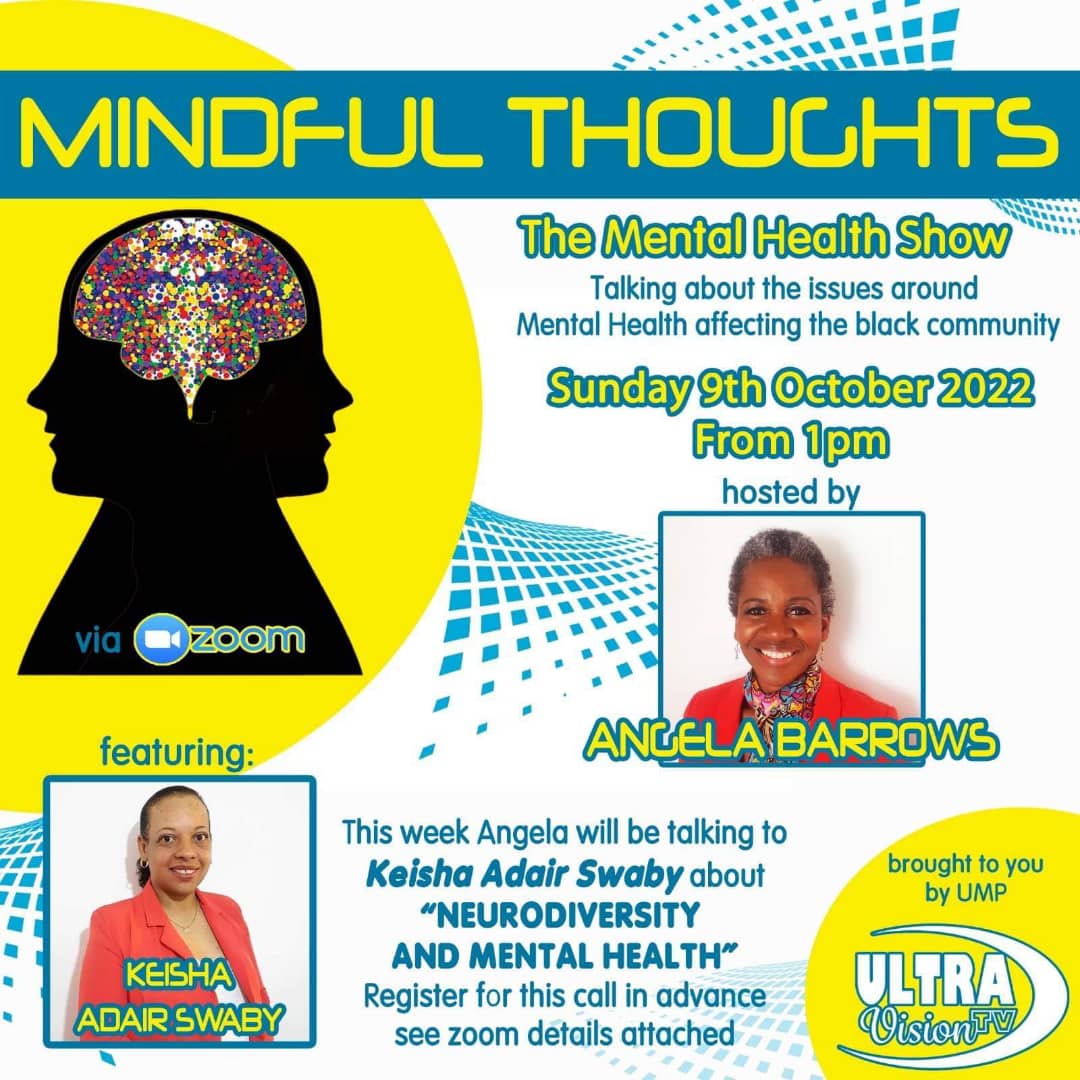 MINDFUL THOUGHTS
The Mental Health Show
Talking about the issues around
Mental Health affecting the black community
Sunday 9th October 2022
From 1pm
hosted by
ANGELA BARROWS
via zoom
featuring:
KEISHA
ADAIR SWABY
This week Angela will be talking to
Keisha Adair Swaby about
“NEURODIVERSITY
AND MENTAL HEALTH”
Register for this call in advance
see zoom details attached
brought to you
by UMP
ULTRA
Vision TV